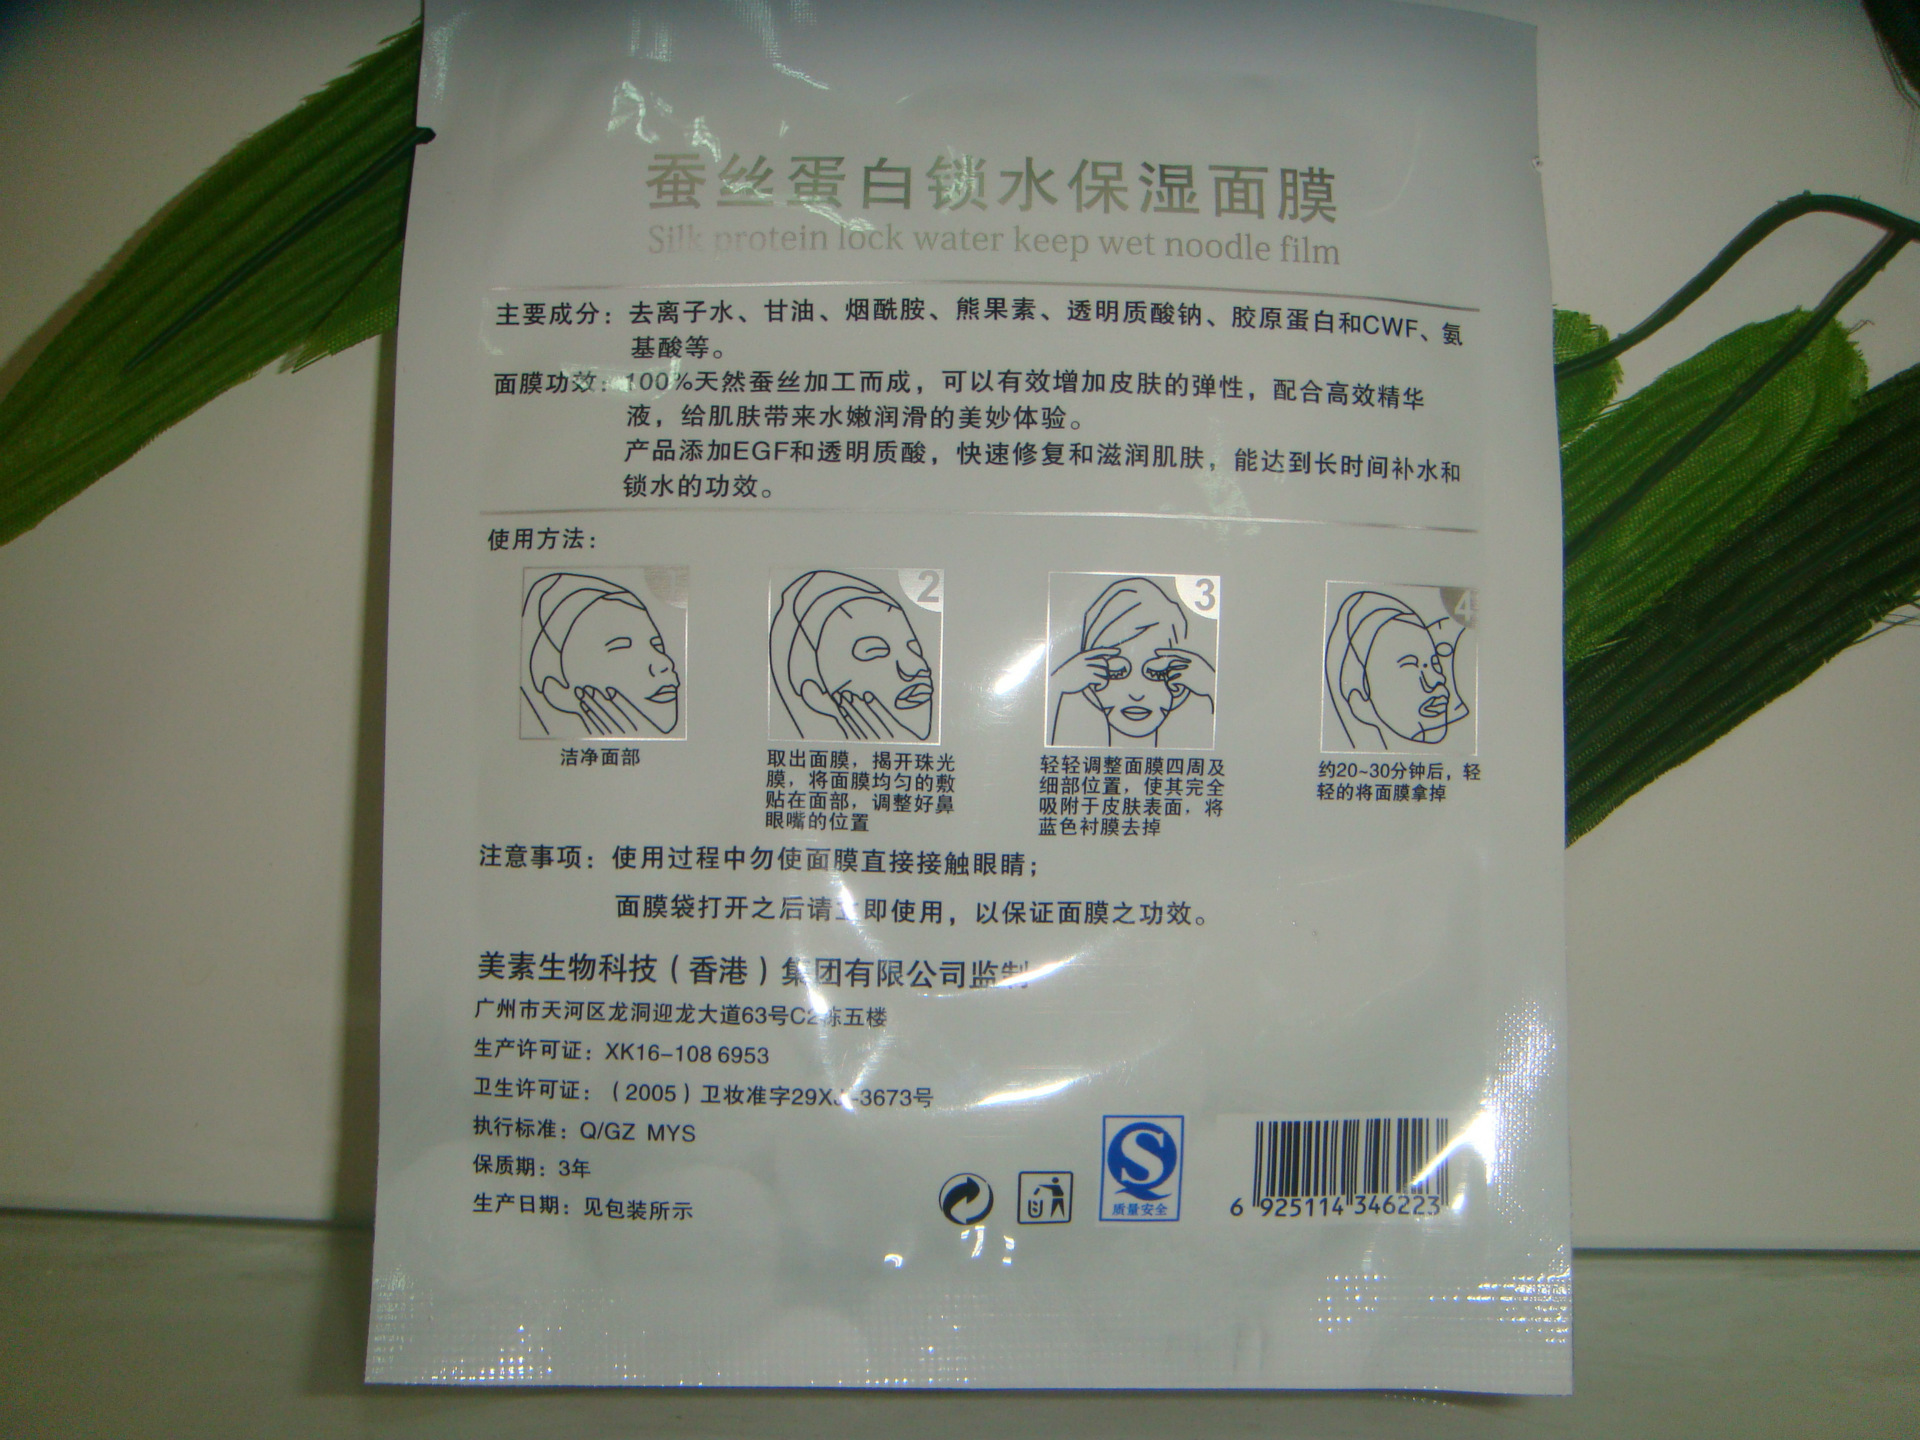 蚕丝蛋白锁水保湿面膜
Silk protein lock water keep wet noodle film
主要成分：去离子水、甘油、烟酰胺、熊果素、透明质酸钠、胶原蛋白和CWF、氨
基酸等。
面膜功效：100%天然蚕丝加工而成，可以有效增加皮肤的弹性，配合高效精华
液，给肌肤带来水嫩润滑的美妙体验。
产品添加EGF和透明质酸，快速修复和滋润肌肤，能达到长时间补水和
锁水的功效。
使用方法：
2
3
4
洁净面部
取出面膜，揭开珠光
膜，将面膜均匀的敷
贴在面部，调整好鼻
眼嘴的位置
轻轻调整面膜四周及
细部位置，使其完全
吸附于皮肤表面，将
蓝色衬膜去掉
约20~30分钟后，轻
轻的将面膜拿掉
注意事项：使用过程中勿使面膜直接接触眼睛；
面膜袋打开之后请立即使用，以保证面膜之功效。
美素生物科技（香港）集团有限公司监制
广州市天河区龙洞迎龙大道63号C2栋五楼
生产许可证：XK16-108 6953
卫生许可证：（2005）卫妆准字29-XK-3673号
执行标准：Q/GZ MYS
保质期：3年
生产日期：见包装所示
质量安全
6 925114 346223